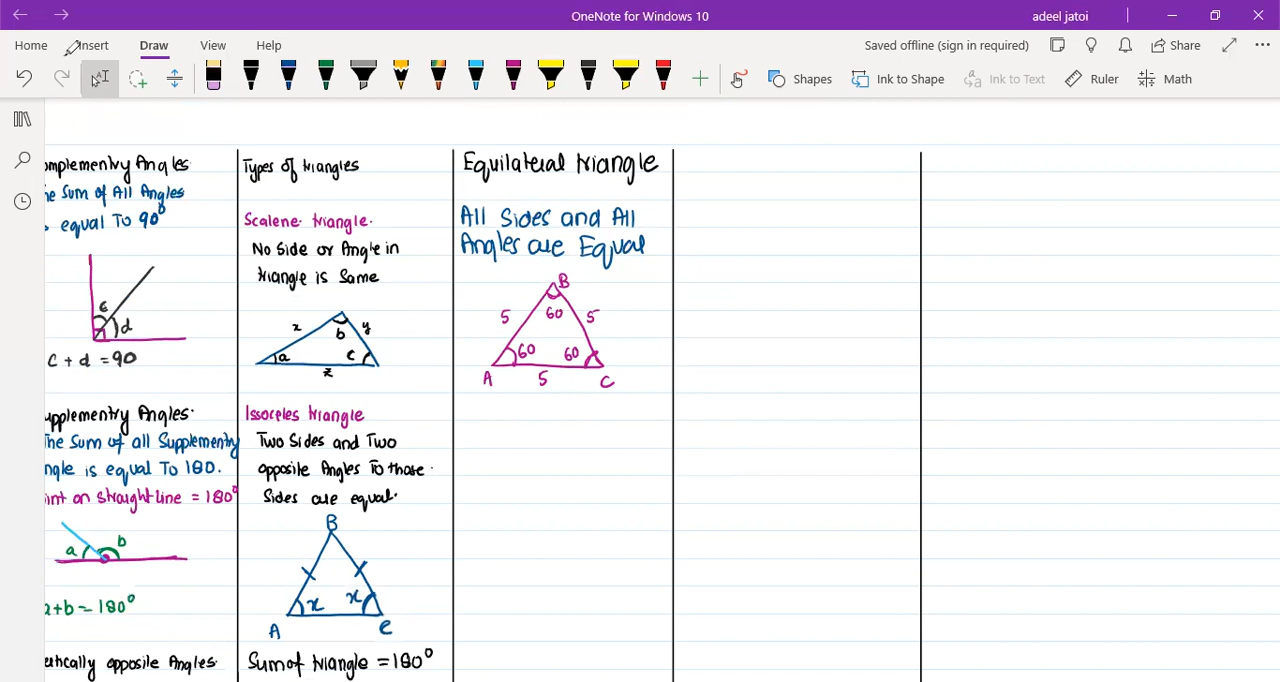 OneNote for Windows 10
adeel jatoi
Home
Insert
Draw
View
Help
Saved offline (sign in required)
Share
Shapes
Ink to Shape
Ink to Text
Ruler
Math
omplementry Angles
he Sum of All Angles
equal To 90°
c
d
c + d = 90
upplementry Angles.
The Sum of all Supplementry
ngle is equal To 180.
int on straight line = 180°
a
b
a+b = 180°
etically opposite Angles.
Types of triangles
Scalene triangle.
No Side or Angle in
triangle is Same
x
b
y
a
c
z
Issoceles triangle
Two Sides and Two
opposite Angles To those.
Sides are equal.
B
x
x
A
C
Sum of triangle = 180°
Equilateral triangle
All Sides and All
Angles are Equal
B
5
60
5
60
60
A
5
C